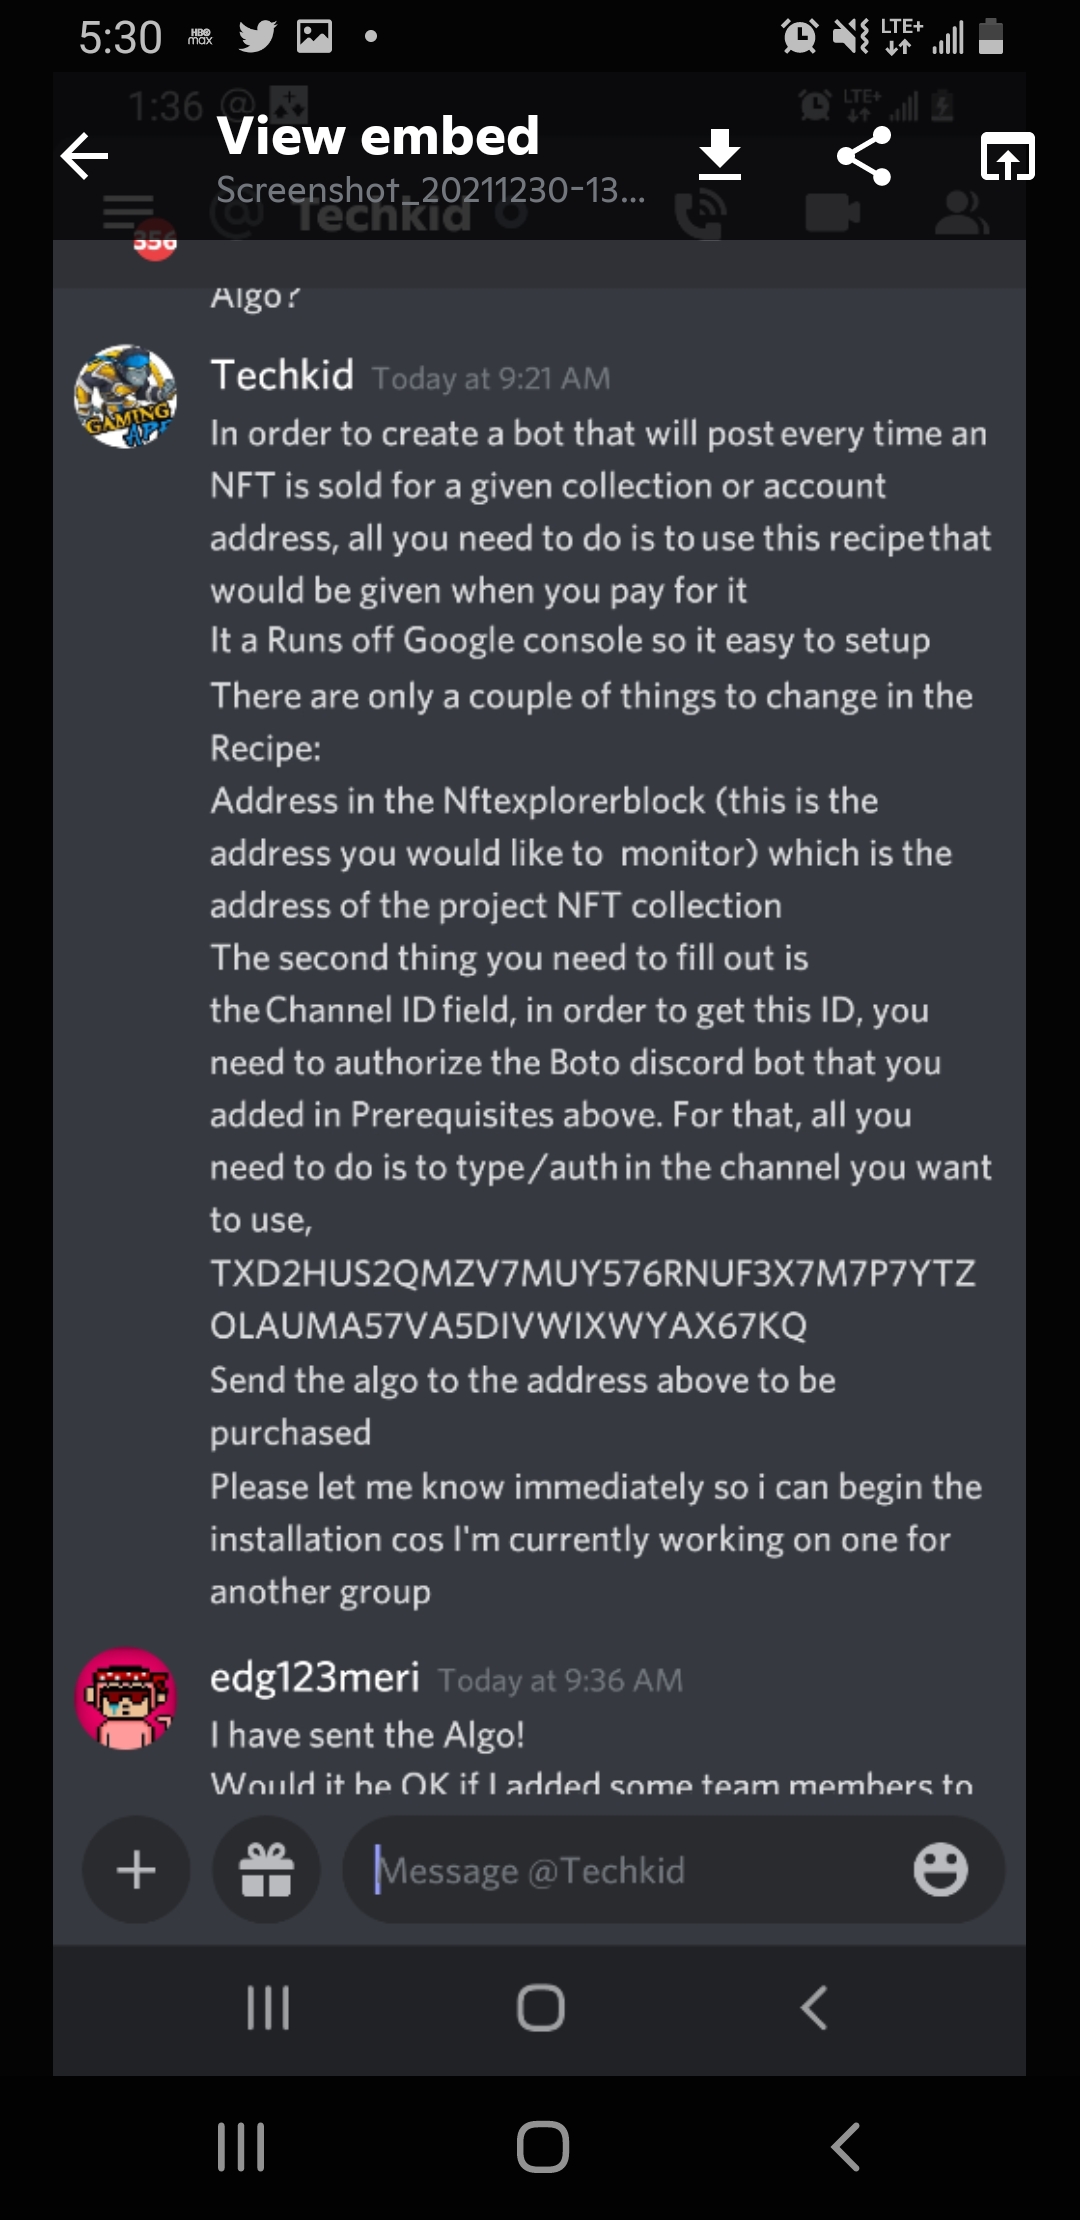 5:30 HBO max LTE+
1:36 @ LTE+
View embed
Screenshot_20211230-13...
@ Techkid
356
Algo?
Techkid Today at 9:21 AM
In order to create a bot that will post every time an
NFT is sold for a given collection or account
address, all you need to do is to use this recipe that
would be given when you pay for it
It a Runs off Google console so it easy to setup
There are only a couple of things to change in the
Recipe:
Address in the Nftexplorerblock (this is the
address you would like to monitor) which is the
address of the project NFT collection
The second thing you need to fill out is
the Channel ID field, in order to get this ID, you
need to authorize the Boto discord bot that you
added in Prerequisites above. For that, all you
need to do is to type/auth in the channel you want
to use,
TXD2HUS2QMZV7MUY576RNUF3X7M7P7YTZ
OLAUMA57VA5DIVWIXWYAX67KQ
Send the algo to the address above to be
purchased
Please let me know immediately so i can begin the
installation cos I'm currently working on one for
another group
GAMING APE
edg123meri Today at 9:36 AM
I have sent the Algo!
Would it be OK if I added some team members to
Message @Techkid